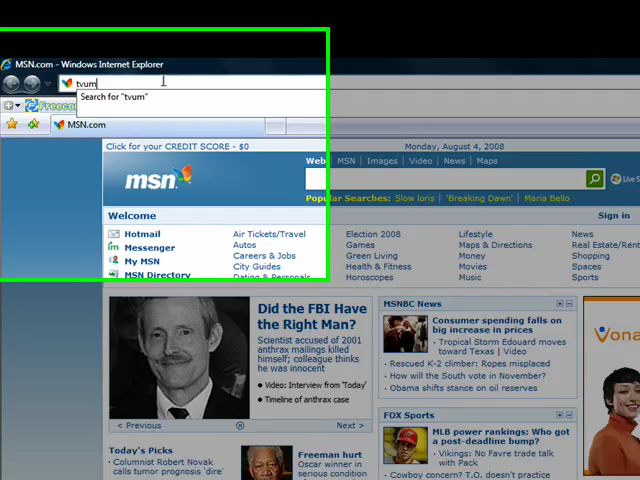 MSN.com - Windows Internet Explorer
tvum
Search for "tvum"
MSN.com
Click for your CREDIT SCORE - $0
Monday, August 4, 2008
msn
Web MSN Images Video News Maps
Popular Searches: Slow loris 'Breaking Dawn' Maria Bello
Welcome
Sign in
Hotmail
Messenger
My MSN
MSN Directory
Air Tickets/Travel
Autos
Careers & Jobs
City Guides
Dating & Personals
Election 2008
Games
Green Living
Health & Fitness
Horoscopes
Lifestyle
Maps & Directions
Money
Movies
Music
News
Real Estate/Ren
Shopping
Spaces
Sports
Did the FBI Have
the Right Man?
Scientist accused of 2001
anthrax mailings killed
himself; colleague thinks
he was innocent
• Video: Interview from 'Today'
• Timeline of anthrax case
< Previous
Next >
MSNBC News
Consumer spending falls on
big increase in prices
• Tropical Storm Edouard moves
toward Texas | Video
• Rescued K-2 climber: Ropes misplaced
• How will the South vote in November?
• Obama shifts stance on oil reserves
FOX Sports
MLB power rankings: Who got
a post-deadline bump?
• Vikings: No Favre trade talk
with Pack
• Cowboy concern? T.O. doesn't practice
Today's Picks
• Columnist Robert Novak
calls tumor prognosis 'dire'
Freeman hurt
Oscar winner in
serious condition
Vona